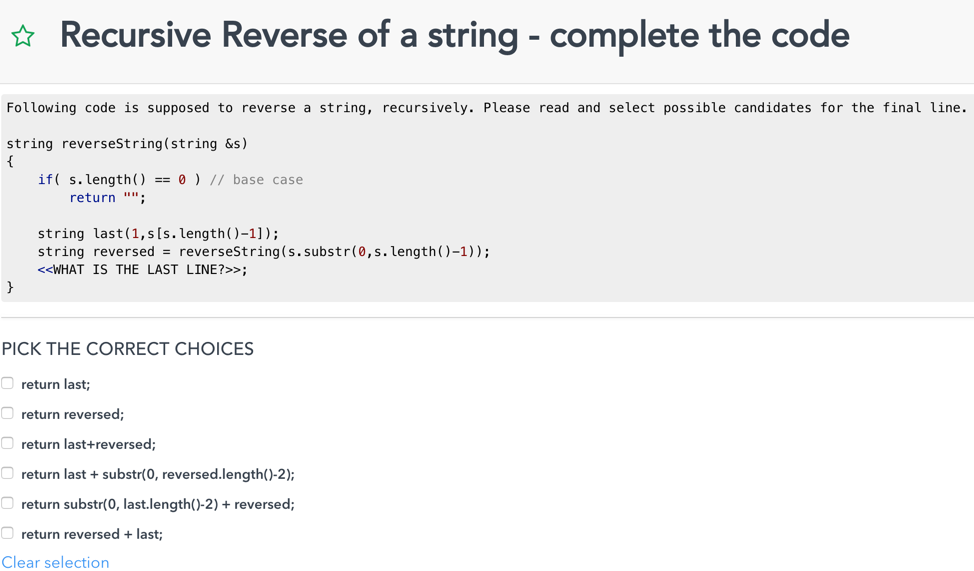 Recursive Reverse of a string - complete the code
Following code is supposed to reverse a string, recursively. Please read and select possible candidates for the final line.
string reverseString(string &s)
{
    if( s.length() == 0 ) // base case
        return "";
    string last(1,s[s.length()-1]);
    string reversed = reverseString(s.substr(0,s.length()-1));
    <<WHAT IS THE LAST LINE?>>;
}
PICK THE CORRECT CHOICES
return last;
return reversed;
return last+reversed;
return last + substr(0, reversed.length()-2);
return substr(0, last.length()-2) + reversed;
return reversed + last;
Clear selection